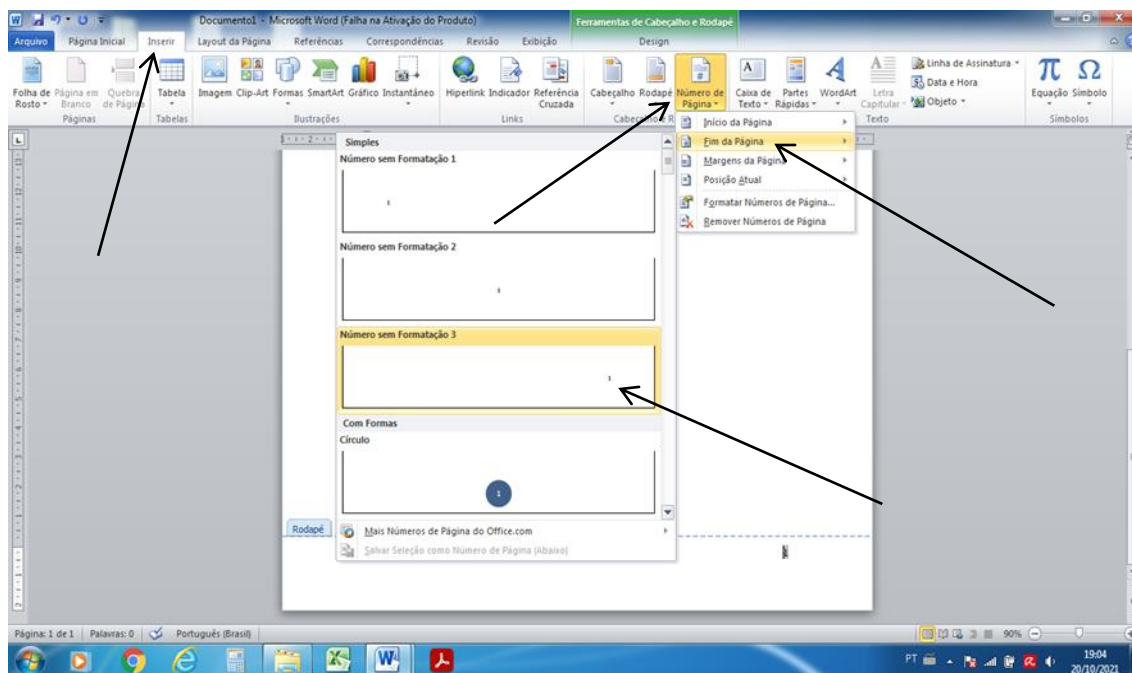 Documento1 - Microsoft Word (Falha na Ativação do Produto)
Ferramentas de Cabeçalho e Rodapé
Arquivo Página Inicial Inserir Layout da Página Referências Correspondências Revisão Exibição Design
Folha de Rosto
Página em Branco
Quebra de Página
Tabela
Imagem Clip-Art Formas SmartArt Gráfico Instantâneo
Hiperlink Indicador Referência Cruzada
Cabeçalho Rodapé Número de Página
Caixa de Texto
Partes Rápidas
WordArt
Letra Capitular
Linha de Assinatura
Data e Hora
Objeto
Equação Símbolo
Páginas Tabelas Ilustrações Links Cabeçalho e R Texto Símbolos
Início da Página
Fim da Página
Margens da Página
Posição Atual
Formatar Números de Página...
Remover Números de Página
Simples
Número sem Formatação 1
1
Número sem Formatação 2
1
Número sem Formatação 3
1
Com Formas
Círculo
1
Mais Números de Página do Office.com
Salvar Seleção como Número de Página (Abaixo)
Rodapé
Página: 1 de 1 Palavras: 0 Português (Brasil) 90%
PT 19:04
20/10/2021